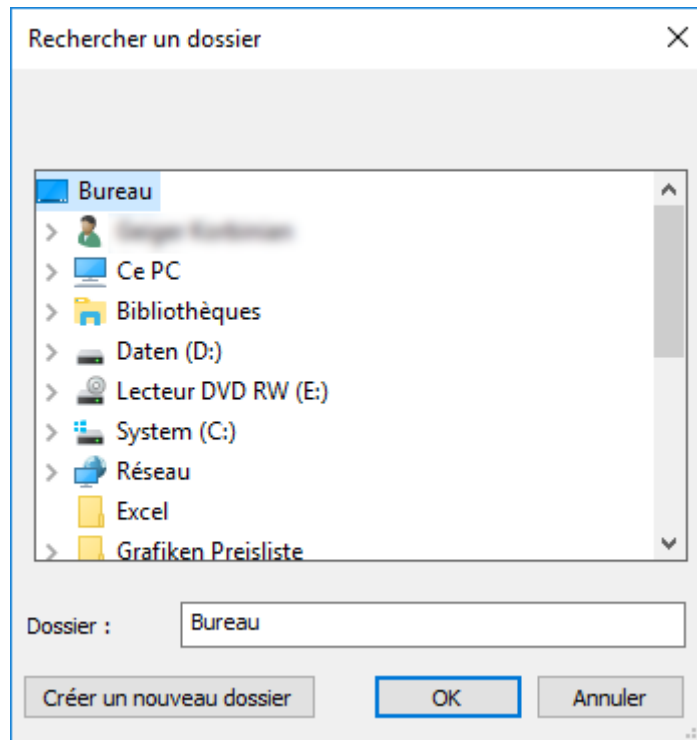 Rechercher un dossier
Bureau
Ce PC
Bibliothèques
Daten (D:)
Lecteur DVD RW (E:)
System (C:)
Réseau
Excel
Grafiken Preisliste
Dossier :
Bureau
Créer un nouveau dossier
OK
Annuler